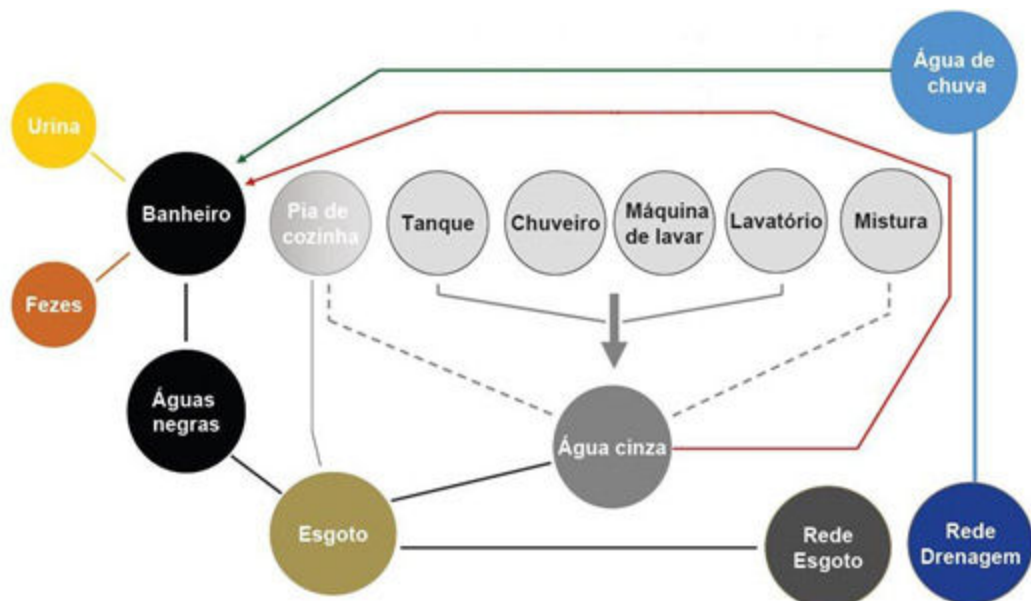 Água de
chuva
Urina
Banheiro
Pia de
cozinha
Tanque
Chuveiro
Máquina
de lavar
Lavatório
Mistura
Fezes
Águas
negras
Água cinza
Esgoto
Rede
Esgoto
Rede
Drenagem